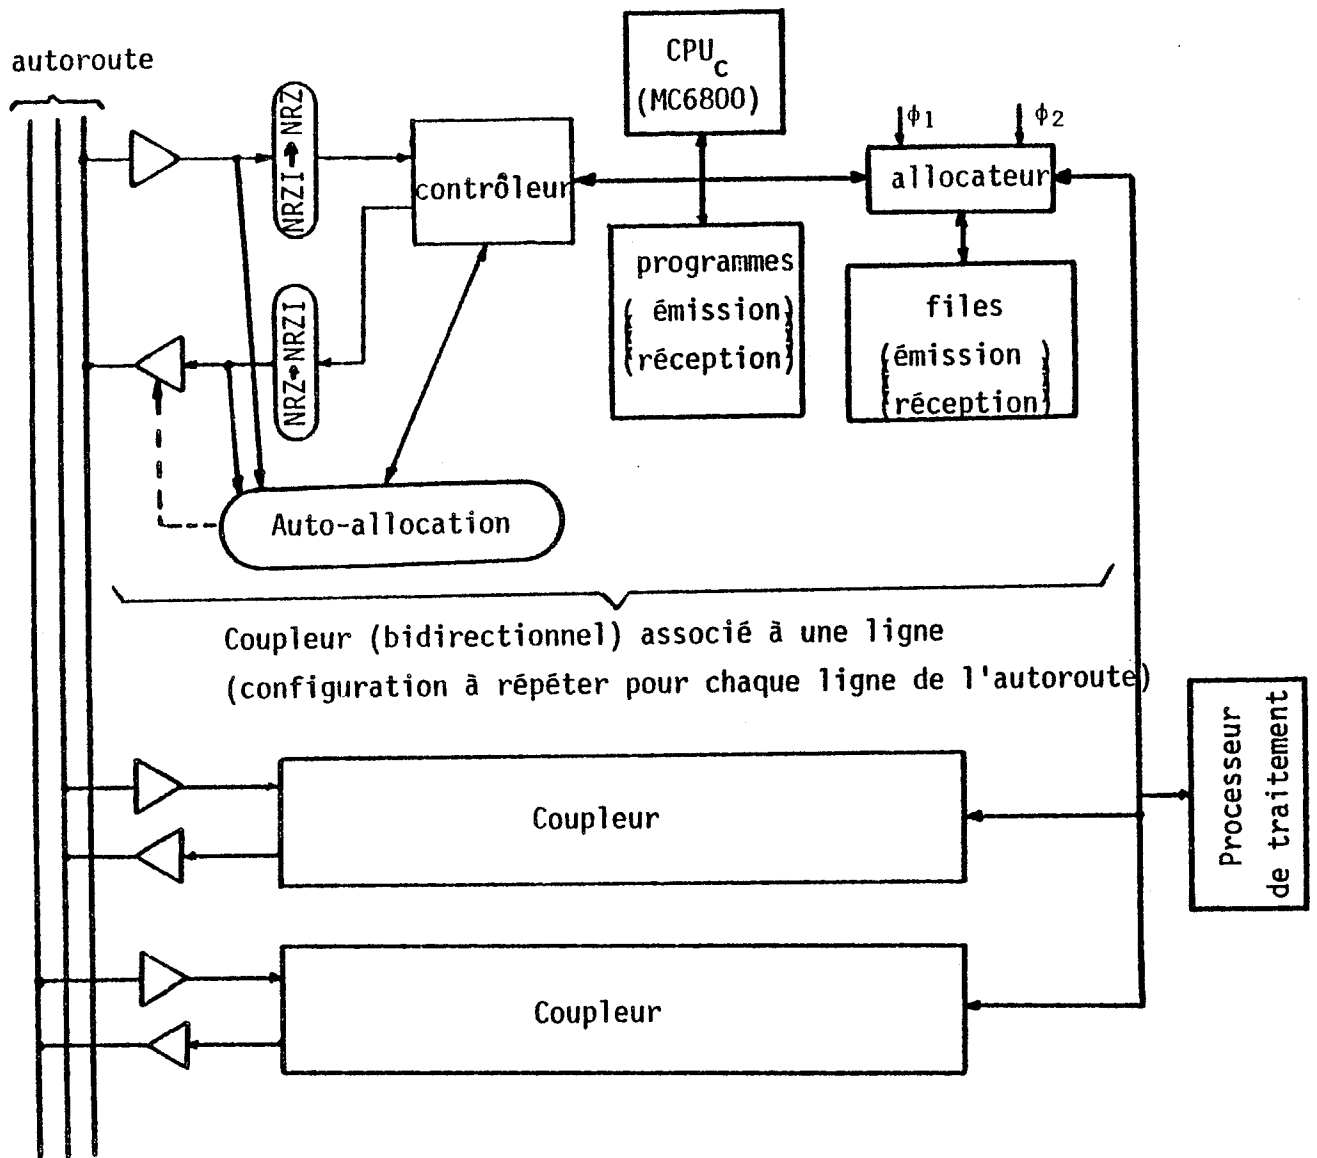 autoroute
NRZI→NRZ
contrôleur
CPUc
(MC6800)
ϕ1
ϕ2
allocateur
programmes
( émission)
(réception)
files
(émission )
(réception)
NRZ→NRZI
Auto-allocation
Coupleur (bidirectionnel) associé à une ligne
(configuration à répéter pour chaque ligne de l'autoroute)
Processeur
de traitement
Coupleur
Coupleur